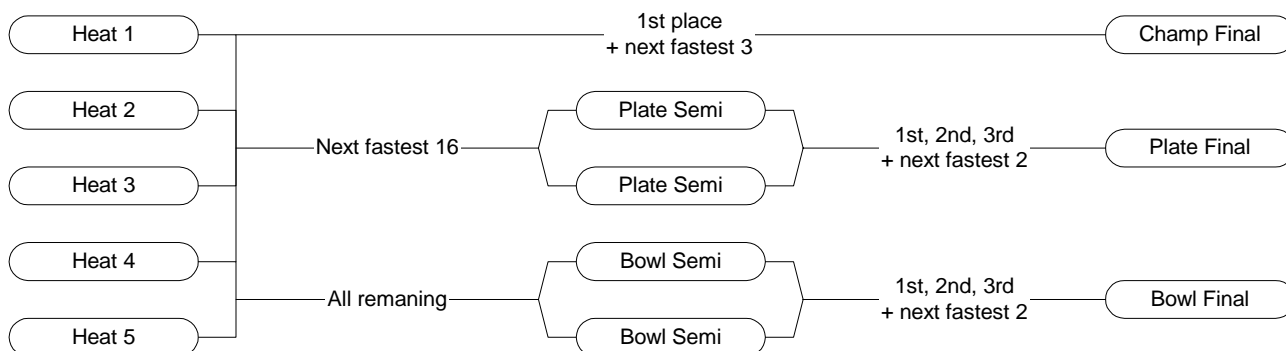 Heat 1
1st place
+ next fastest 3
Champ Final
Heat 2
Plate Semi
Next fastest 16
1st, 2nd, 3rd
+ next fastest 2
Plate Final
Heat 3
Plate Semi
Heat 4
Bowl Semi
All remaning
1st, 2nd, 3rd
+ next fastest 2
Bowl Final
Heat 5
Bowl Semi